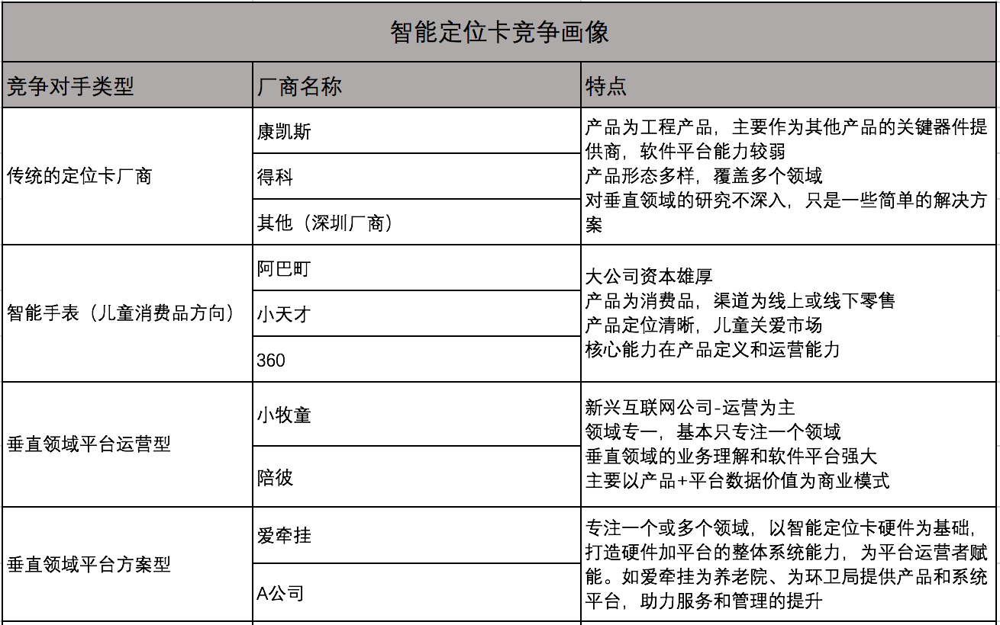 智能定位卡竞争画像
竞争对手类型
厂商名称
特点
传统的定位卡厂商
康凯斯
得科
其他（深圳厂商）
产品为工程产品，主要作为其他产品的关键器件提
供商，软件平台能力较弱
产品形态多样，覆盖多个领域
对垂直领域的研究不深入，只是一些简单的解决方
案
智能手表（儿童消费品方向）
阿巴町
小天才
360
大公司资本雄厚
产品为消费品，渠道为线上或线下零售
产品定位清晰，儿童关爱市场
核心能力在产品定义和运营能力
垂直领域平台运营型
小牧童
陪彼
新兴互联网公司-运营为主
领域专一，基本只专注一个领域
垂直领域的业务理解和软件平台强大
主要以产品+平台数据价值为商业模式
垂直领域平台方案型
爱牵挂
A公司
专注一个或多个领域，以智能定位卡硬件为基础，
打造硬件加平台的整体系统能力，为平台运营者赋
能。如爱牵挂为养老院、为环卫局提供产品和系统
平台，助力服务和管理的提升